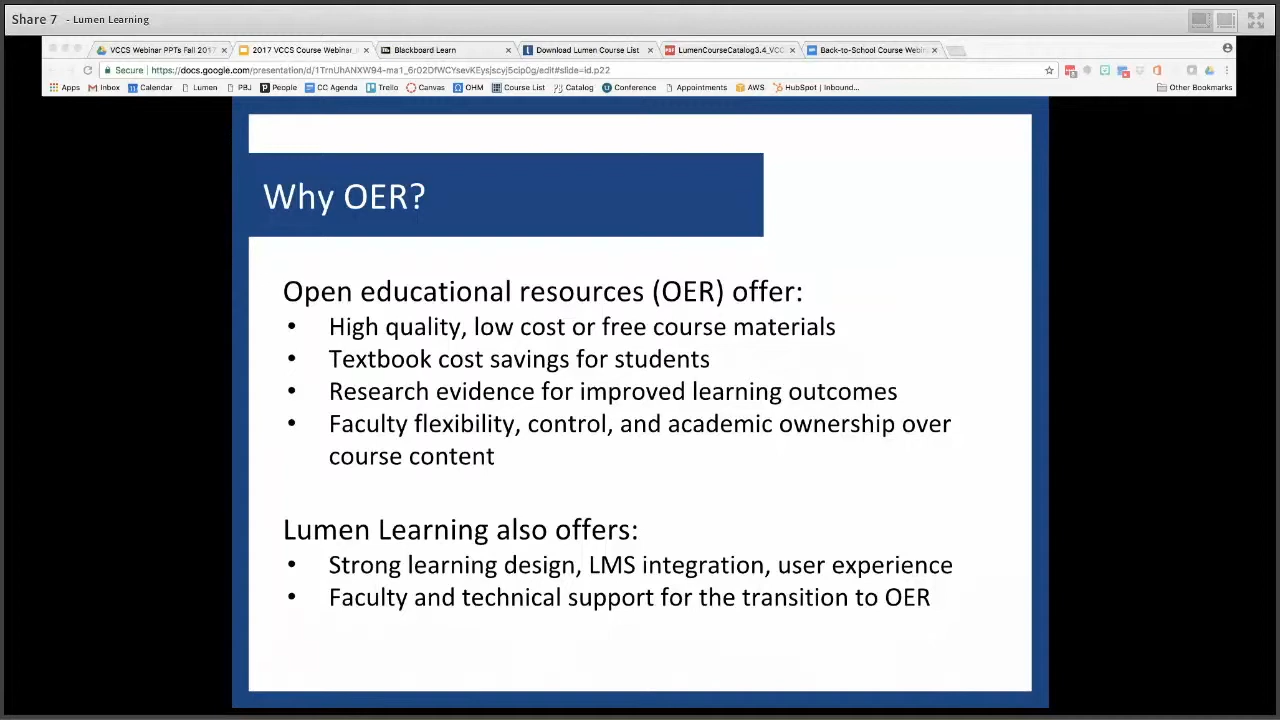 Share 7 - Lumen Learning
VCCS Webinar PPTs Fall 2017
2017 VCCS Course Webinar_
Blackboard Learn
Download Lumen Course List
LumenCourseCatalog3.4_VCC
Back-to-School Course Webin
Secure
Apps Inbox Calendar Lumen PBJ People CC Agenda Trello Canvas OHM Course List Catalog Conference Appointments AWS HubSpot | Inbound... Other Bookmarks
Why OER?
Open educational resources (OER) offer:
• High quality, low cost or free course materials
• Textbook cost savings for students
• Research evidence for improved learning outcomes
• Faculty flexibility, control, and academic ownership over
course content
Lumen Learning also offers:
• Strong learning design, LMS integration, user experience
• Faculty and technical support for the transition to OER